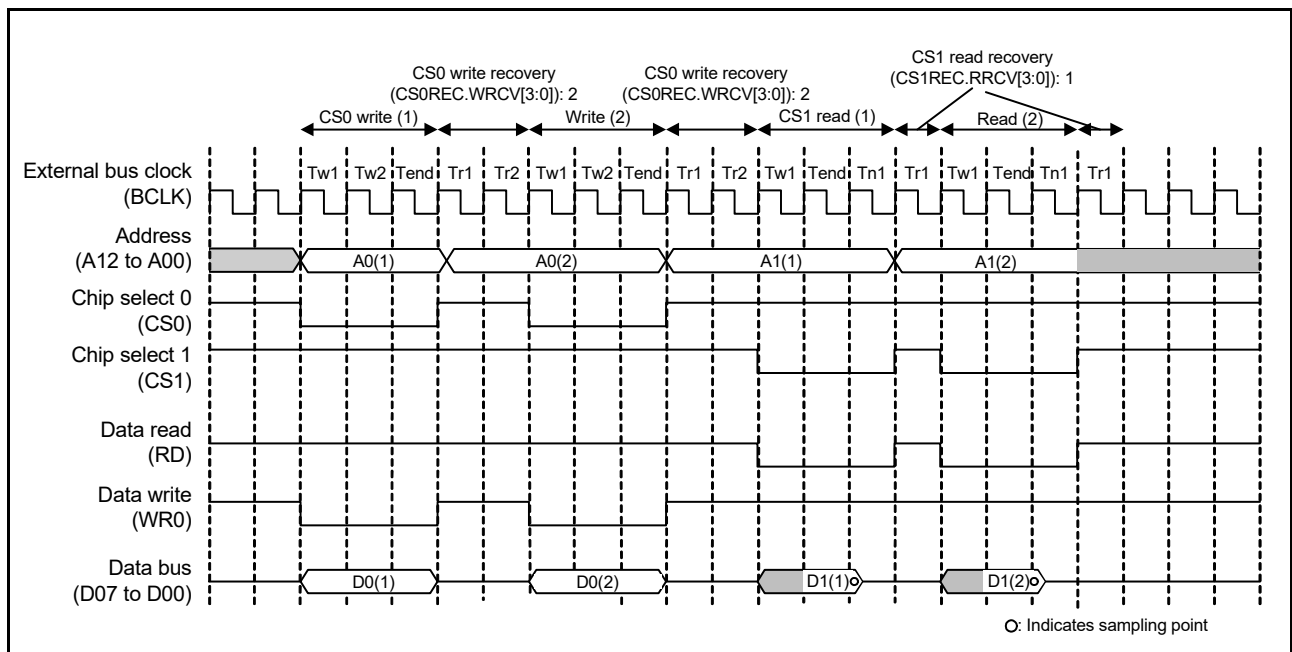 CS1 read recovery
(CS1REC.RRCV[3:0]): 1
CS0 write recovery
(CS0REC.WRCV[3:0]): 2
CS0 write recovery
(CS0REC.WRCV[3:0]): 2
CS0 write (1) Write (2) CS1 read (1) Read (2)
External bus clock
(BCLK)
Tw1 Tw2 Tend Tr1 Tr2 Tw1 Tw2 Tend Tr1 Tr2 Tw1 Tend Tn1 Tr1 Tw1 Tend Tn1 Tr1
Address
(A12 to A00)
A0(1) A0(2) A1(1) A1(2)
Chip select 0
(CS0)
Chip select 1
(CS1)
Data read
(RD)
Data write
(WR0)
Data bus
(D07 to D00)
D0(1) D0(2) D1(1) D1(2)
O: Indicates sampling point